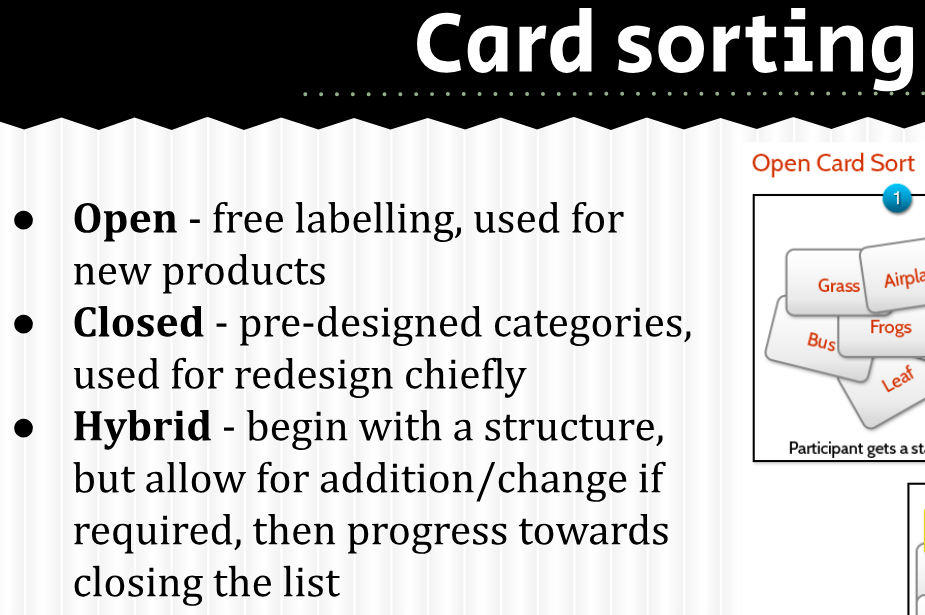 Card sorting
● Open - free labelling, used for
new products
● Closed - pre-designed categories,
used for redesign chiefly
● Hybrid - begin with a structure,
but allow for addition/change if
required, then progress towards
closing the list
Open Card Sort
1
Grass
Bus
Frogs
Leaf
Participant gets a